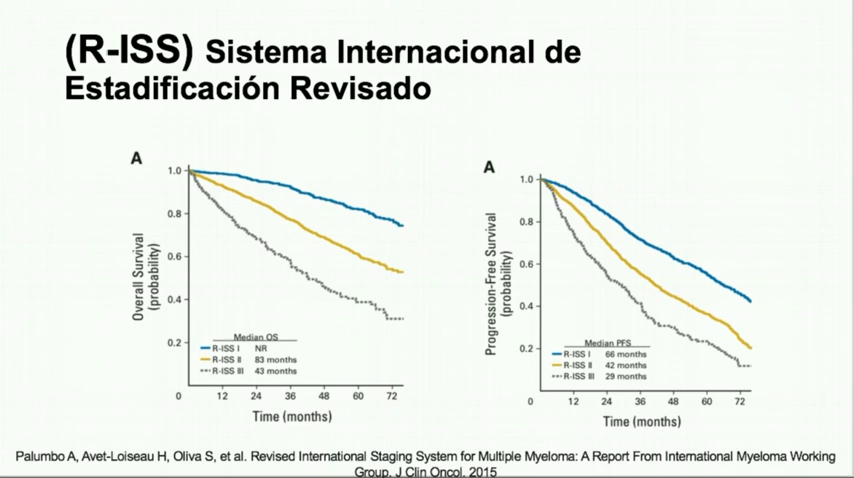 (R-ISS) Sistema Internacional de
Estadificación Revisado
A
Overall Survival
(probability)
1.0
0.8
0.6
0.4
0.2
0
12
24
36
48
60
72
Time (months)
Median OS
R-ISS I NR
R-ISS II 83 months
R-ISS III 43 months
A
Progression-Free Survival
(probability)
1.0
0.8
0.6
0.4
0.2
0
12
24
36
48
60
72
Time (months)
Median PFS
R-ISS I 66 months
R-ISS II 42 months
R-ISS III 29 months
Palumbo A, Avet-Loiseau H, Oliva S, et al. Revised International Staging System for Multiple Myeloma: A Report From International Myeloma Working
Group. J Clin Oncol. 2015